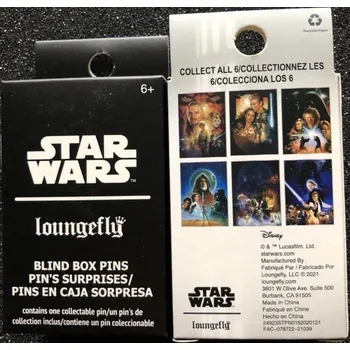 6+
STAR
WARS
loungefly
BLIND BOX PINS
PIN'S SURPRISES/
PINS EN CAJA SORPRESA
contains one collectable pin/un pin's de
collection inclus/contiene un pin coleccionable
Recycled Paper
COLLECT ALL 6/COLLECTIONNEZ LES
6/COLECCIONA LOS 6
Disney
© & ™ Lucasfilm Ltd.
starwars.com
Manufactured By
Fabriqué Par / Fabricado Por
Loungefly, LLC © 2021
loungefly.com
3601 W Olive Ave. Suite 500
Burbank, CA 91505
Made In China
Fabriqué en Chine
Hecho en China
STAR
WARS
loungefly